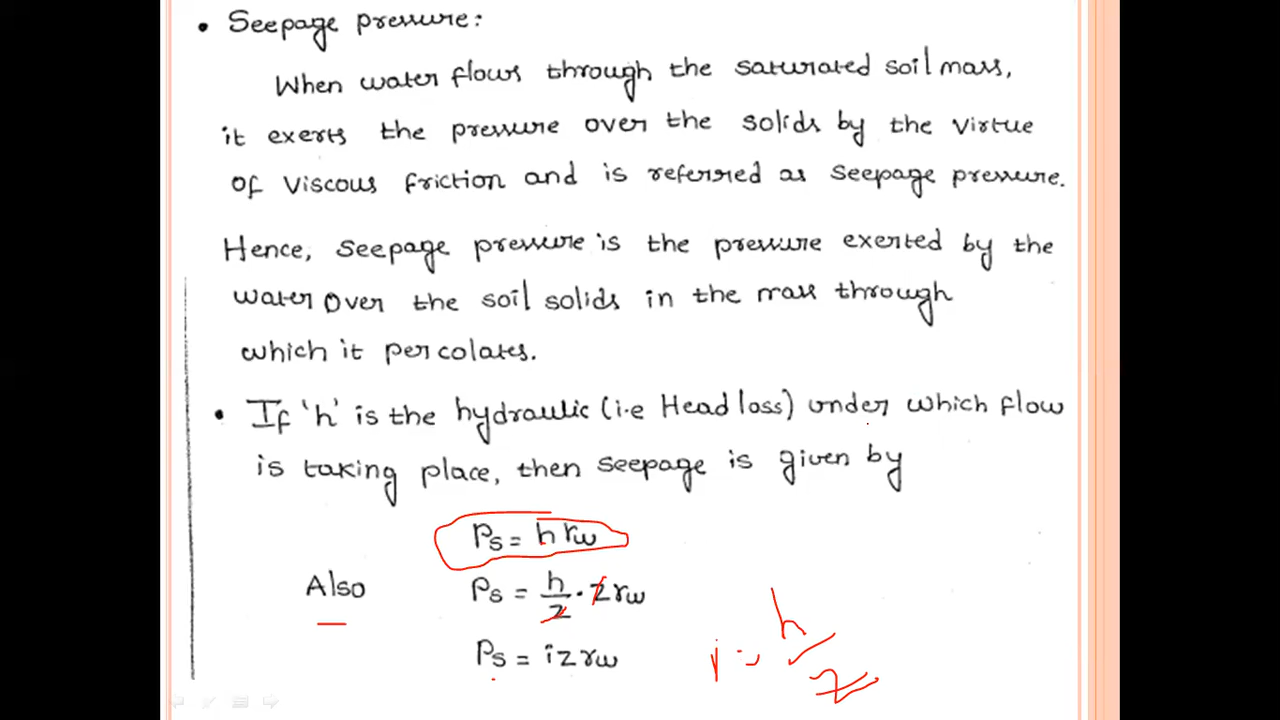 • Seepage pressure:
When water flows through the saturated soil mass,
it exerts the pressure over the solids by the virtue
of viscous friction and is referred as seepage pressure.
Hence, seepage pressure is the pressure exerted by the
water over the soil solids in the mass through
which it percolates.
• If 'h' is the hydraulic (i.e Head loss) under which flow
is taking place, then seepage is given by
Ps = h rw
Also Ps = h/z · z rw
Ps = i z rw
i = h/z